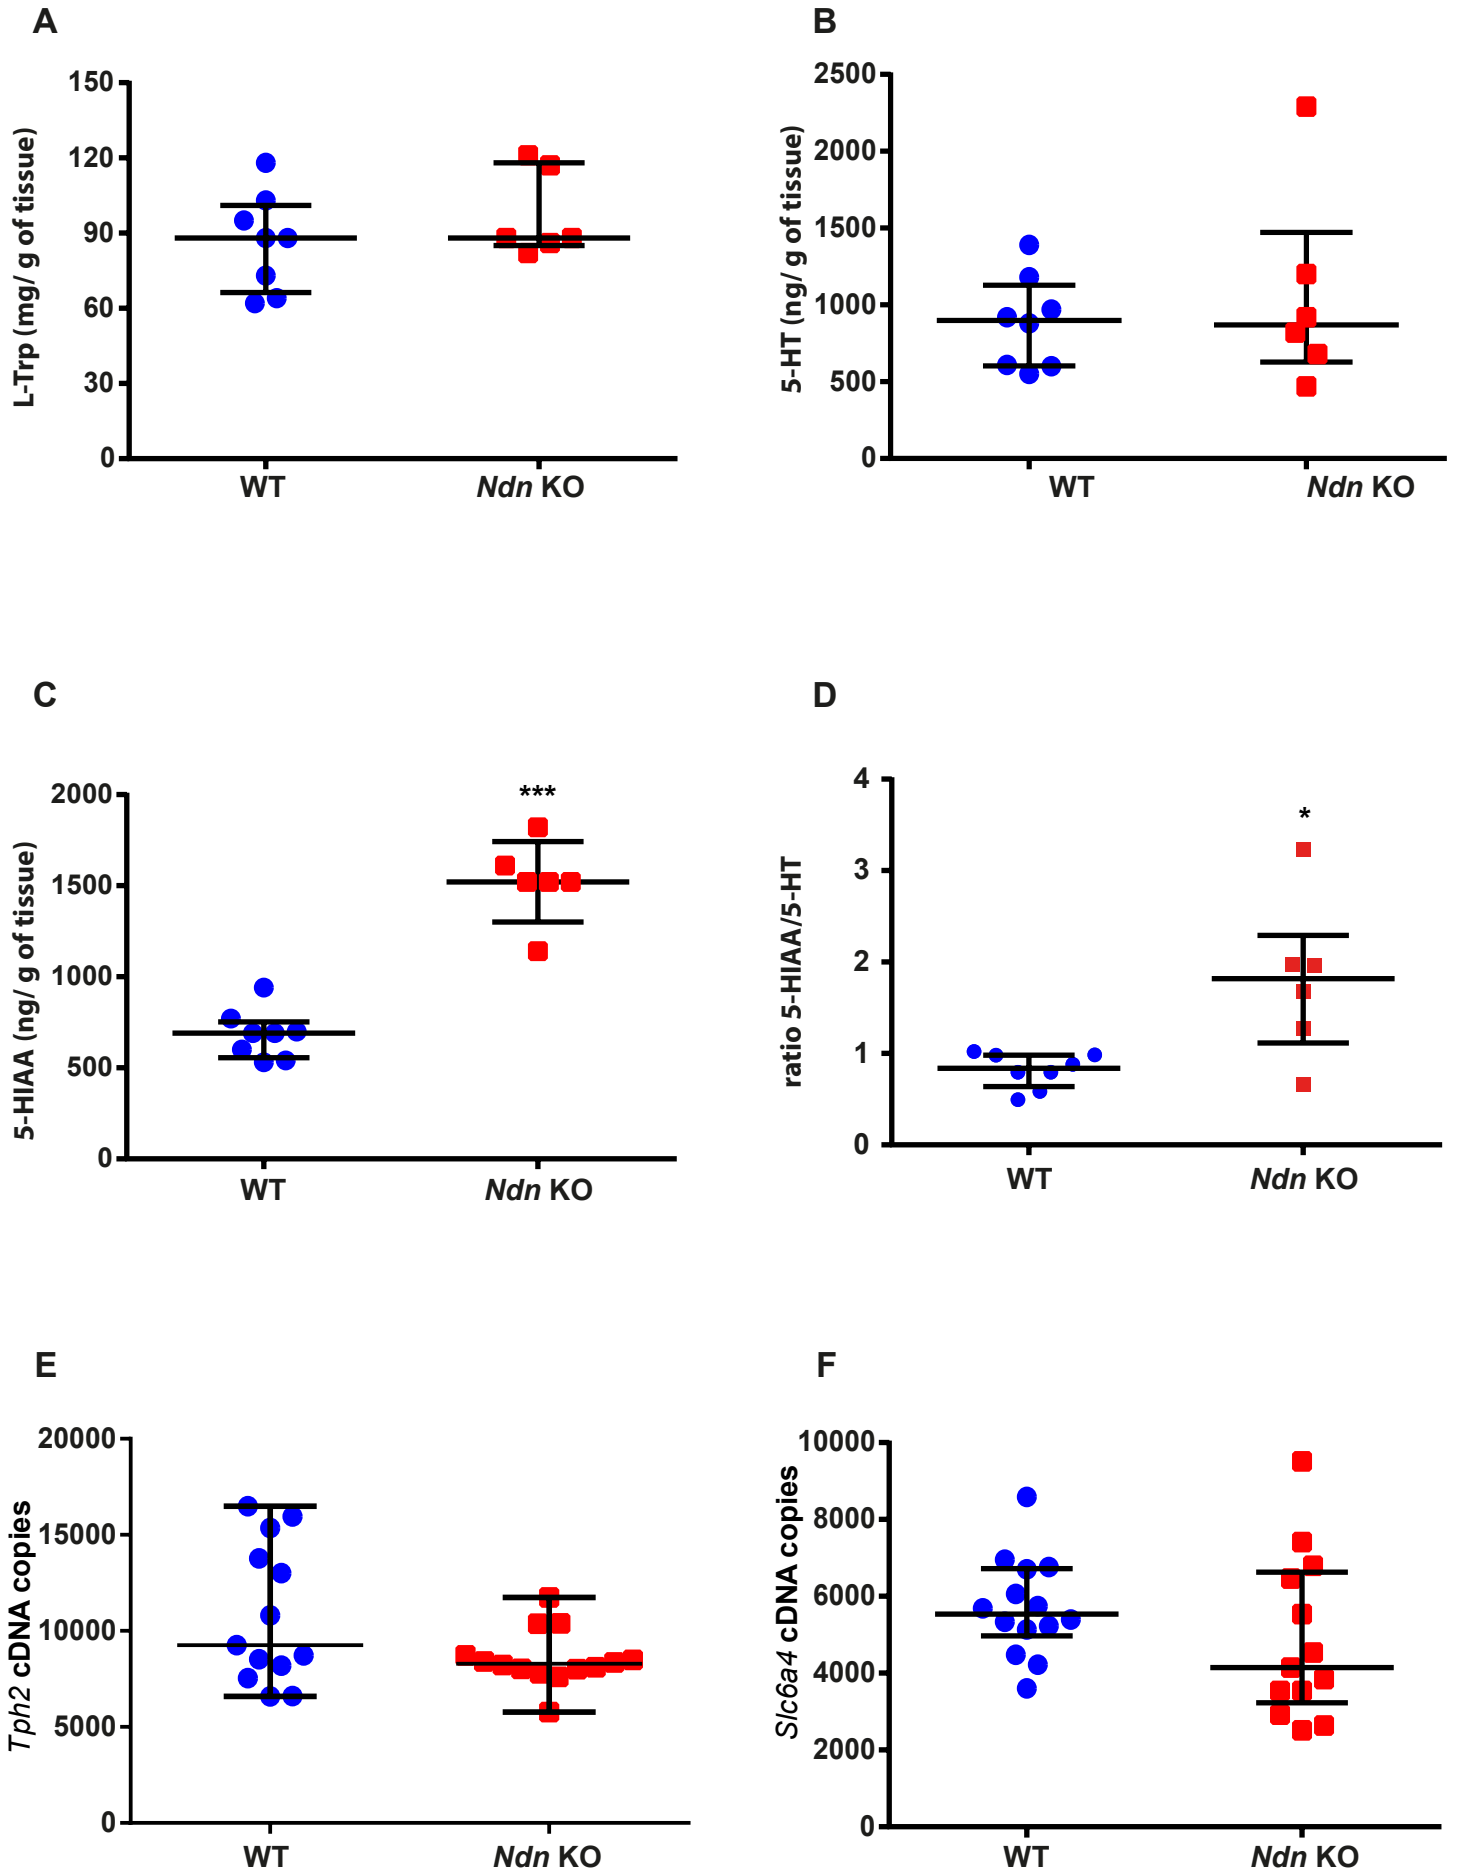 A
L-Trp (mg/ g of tissue)
150
120
90
60
30
0
WT
Ndn KO
B
5-HT (ng/ g of tissue)
2500
2000
1500
1000
500
0
WT
Ndn KO
C
5-HIAA (ng/ g of tissue)
2000
1500
1000
500
0
***
WT
Ndn KO
D
ratio 5-HIAA/5-HT
4
3
2
1
0
*
WT
Ndn KO
E
Tph2 cDNA copies
20000
15000
10000
5000
0
WT
Ndn KO
F
Slc6a4 cDNA copies
10000
8000
6000
4000
2000
0
WT
Ndn KO